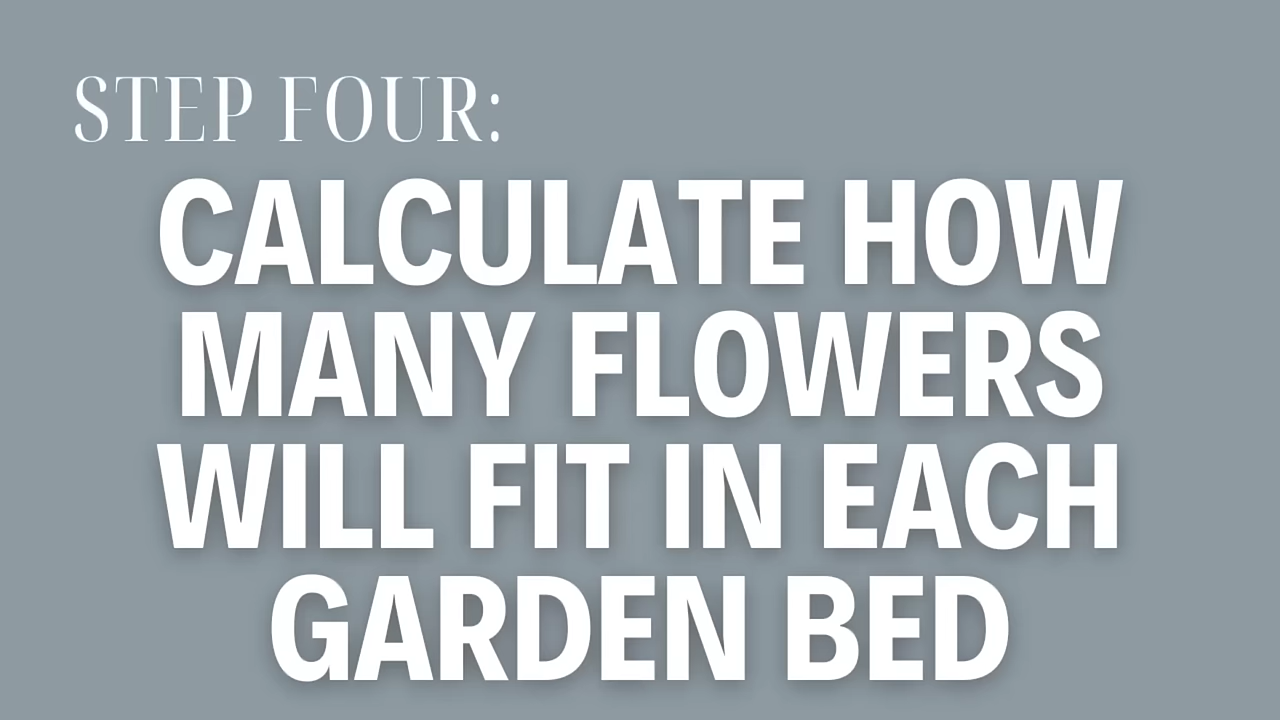 STEP FOUR:
CALCULATE HOW
MANY FLOWERS
WILL FIT IN EACH
GARDEN BED